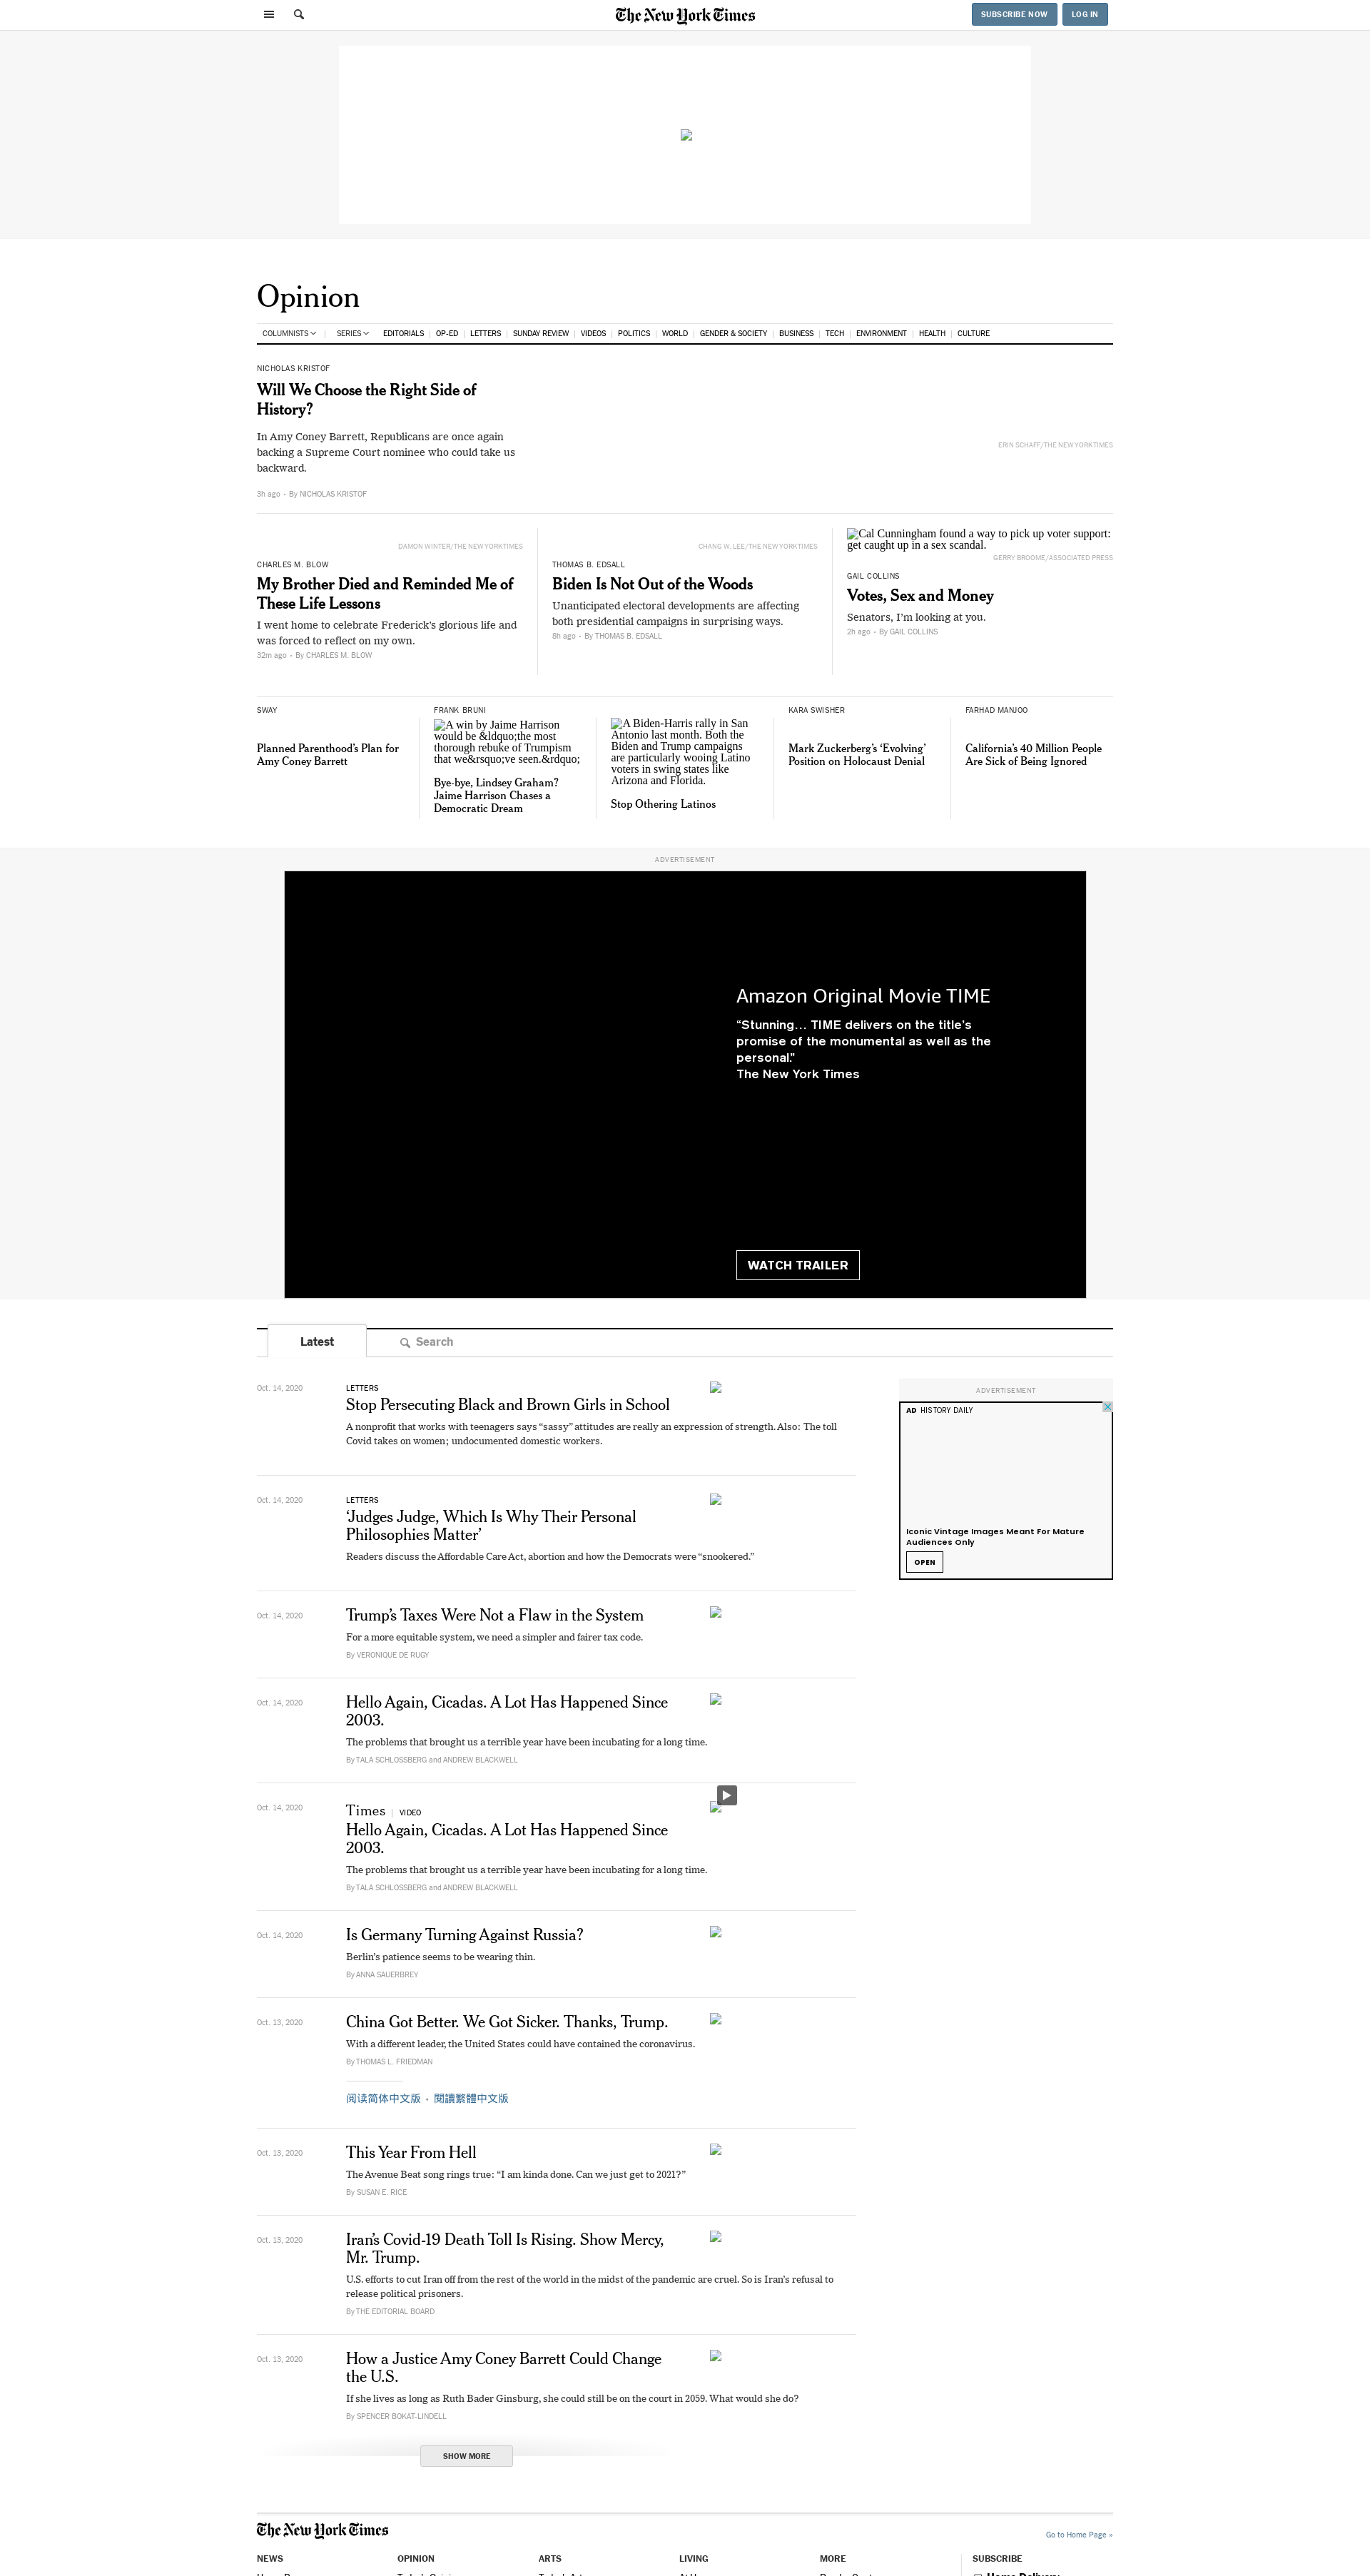 The New York Times
SUBSCRIBE NOW
LOG IN
Opinion
COLUMNISTS | SERIES EDITORIALS | OP-ED | LETTERS | SUNDAY REVIEW | VIDEOS | POLITICS | WORLD | GENDER & SOCIETY | BUSINESS | TECH | ENVIRONMENT | HEALTH | CULTURE
NICHOLAS KRISTOF
Will We Choose the Right Side of
History?
In Amy Coney Barrett, Republicans are once again
backing a Supreme Court nominee who could take us
backward.
3h ago • By NICHOLAS KRISTOF
ERIN SCHAFF/THE NEW YORK TIMES
DAMON WINTER/THE NEW YORK TIMES
CHARLES M. BLOW
My Brother Died and Reminded Me of
These Life Lessons
I went home to celebrate Frederick’s glorious life and
was forced to reflect on my own.
32m ago • By CHARLES M. BLOW
CHANG W. LEE/THE NEW YORK TIMES
THOMAS B. EDSALL
Biden Is Not Out of the Woods
Unanticipated electoral developments are affecting
both presidential campaigns in surprising ways.
8h ago • By THOMAS B. EDSALL
Cal Cunningham found a way to pick up voter support:
get caught up in a sex scandal.
GERRY BROOME/ASSOCIATED PRESS
GAIL COLLINS
Votes, Sex and Money
Senators, I’m looking at you.
2h ago • By GAIL COLLINS
SWAY
Planned Parenthood’s Plan for
Amy Coney Barrett
FRANK BRUNI
A win by Jaime Harrison
would be &ldquo;the most
thorough rebuke of Trumpism
that we&rsquo;ve seen.&rdquo;
Bye-bye, Lindsey Graham?
Jaime Harrison Chases a
Democratic Dream
A Biden-Harris rally in San
Antonio last month. Both the
Biden and Trump campaigns
are particularly wooing Latino
voters in swing states like
Arizona and Florida.
Stop Othering Latinos
KARA SWISHER
Mark Zuckerberg’s ‘Evolving’
Position on Holocaust Denial
FARHAD MANJOO
California’s 40 Million People
Are Sick of Being Ignored
ADVERTISEMENT
Amazon Original Movie TIME
“Stunning… TIME delivers on the title’s
promise of the monumental as well as the
personal.”
The New York Times
WATCH TRAILER
Latest
Search
Oct. 14, 2020
LETTERS
Stop Persecuting Black and Brown Girls in School
A nonprofit that works with teenagers says “sassy” attitudes are really an expression of strength. Also: The toll
Covid takes on women; undocumented domestic workers.
ADVERTISEMENT
AD HISTORY DAILY
Iconic Vintage Images Meant For Mature
Audiences Only
OPEN
Oct. 14, 2020
LETTERS
‘Judges Judge, Which Is Why Their Personal
Philosophies Matter’
Readers discuss the Affordable Care Act, abortion and how the Democrats were “snookered.”
Oct. 14, 2020
Trump’s Taxes Were Not a Flaw in the System
For a more equitable system, we need a simpler and fairer tax code.
By VERONIQUE DE RUGY
Oct. 14, 2020
Hello Again, Cicadas. A Lot Has Happened Since
2003.
The problems that brought us a terrible year have been incubating for a long time.
By TALA SCHLOSSBERG and ANDREW BLACKWELL
Oct. 14, 2020
Times | VIDEO
Hello Again, Cicadas. A Lot Has Happened Since
2003.
The problems that brought us a terrible year have been incubating for a long time.
By TALA SCHLOSSBERG and ANDREW BLACKWELL
Oct. 14, 2020
Is Germany Turning Against Russia?
Berlin’s patience seems to be wearing thin.
By ANNA SAUERBREY
Oct. 13, 2020
China Got Better. We Got Sicker. Thanks, Trump.
With a different leader, the United States could have contained the coronavirus.
By THOMAS L. FRIEDMAN
阅读简体中文版 • 閱讀繁體中文版
Oct. 13, 2020
This Year From Hell
The Avenue Beat song rings true: “I am kinda done. Can we just get to 2021?”
By SUSAN E. RICE
Oct. 13, 2020
Iran’s Covid-19 Death Toll Is Rising. Show Mercy,
Mr. Trump.
U.S. efforts to cut Iran off from the rest of the world in the midst of the pandemic are cruel. So is Iran’s refusal to
release political prisoners.
By THE EDITORIAL BOARD
Oct. 13, 2020
How a Justice Amy Coney Barrett Could Change
the U.S.
If she lives as long as Ruth Bader Ginsburg, she could still be on the court in 2059. What would she do?
By SPENCER BOKAT-LINDELL
SHOW MORE
The New York Times
Go to Home Page »
NEWS
OPINION
ARTS
LIVING
MORE
SUBSCRIBE